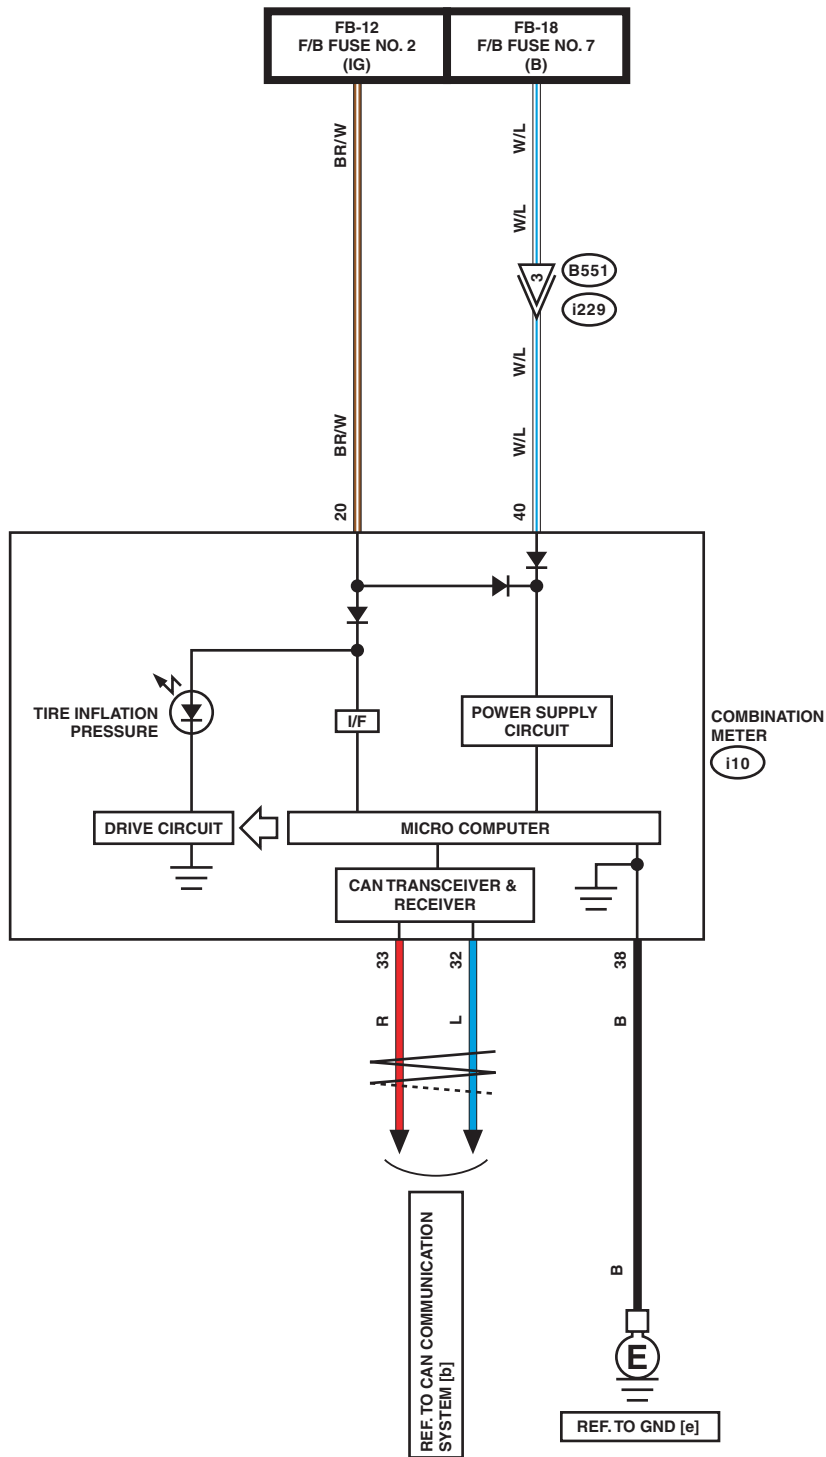 FB-12
F/B FUSE NO. 2
(IG)
FB-18
F/B FUSE NO. 7
(B)
BR/W
W/L
W/L
3
B551
i229
W/L
BR/W
W/L
20
40
TIRE INFLATION
PRESSURE
I/F
POWER SUPPLY
CIRCUIT
COMBINATION
METER
i10
DRIVE CIRCUIT
MICRO COMPUTER
CAN TRANSCEIVER &
RECEIVER
33
32
38
R
L
B
B
REF. TO CAN COMMUNICATION
SYSTEM [b]
E
REF. TO GND [e]